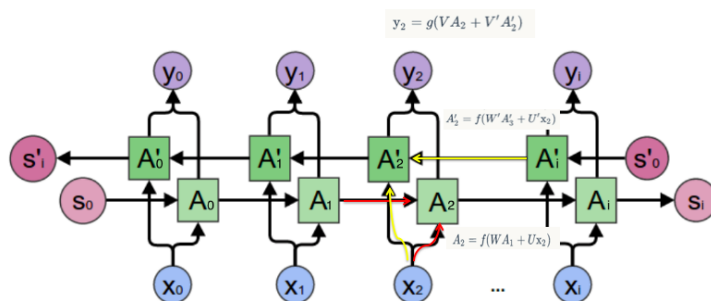 y₂ = g(VA₂ + V'A'₂)
y₀ y₁ y₂ yᵢ
A'₂ = f(W'A'₃ + U'x₂)
s'ᵢ A'₀ A'₁ A'₂ A'ᵢ s'₀
s₀ A₀ A₁ A₂ Aᵢ sᵢ
A₂ = f(WA₁ + Ux₂)
x₀ x₁ x₂ ... xᵢ